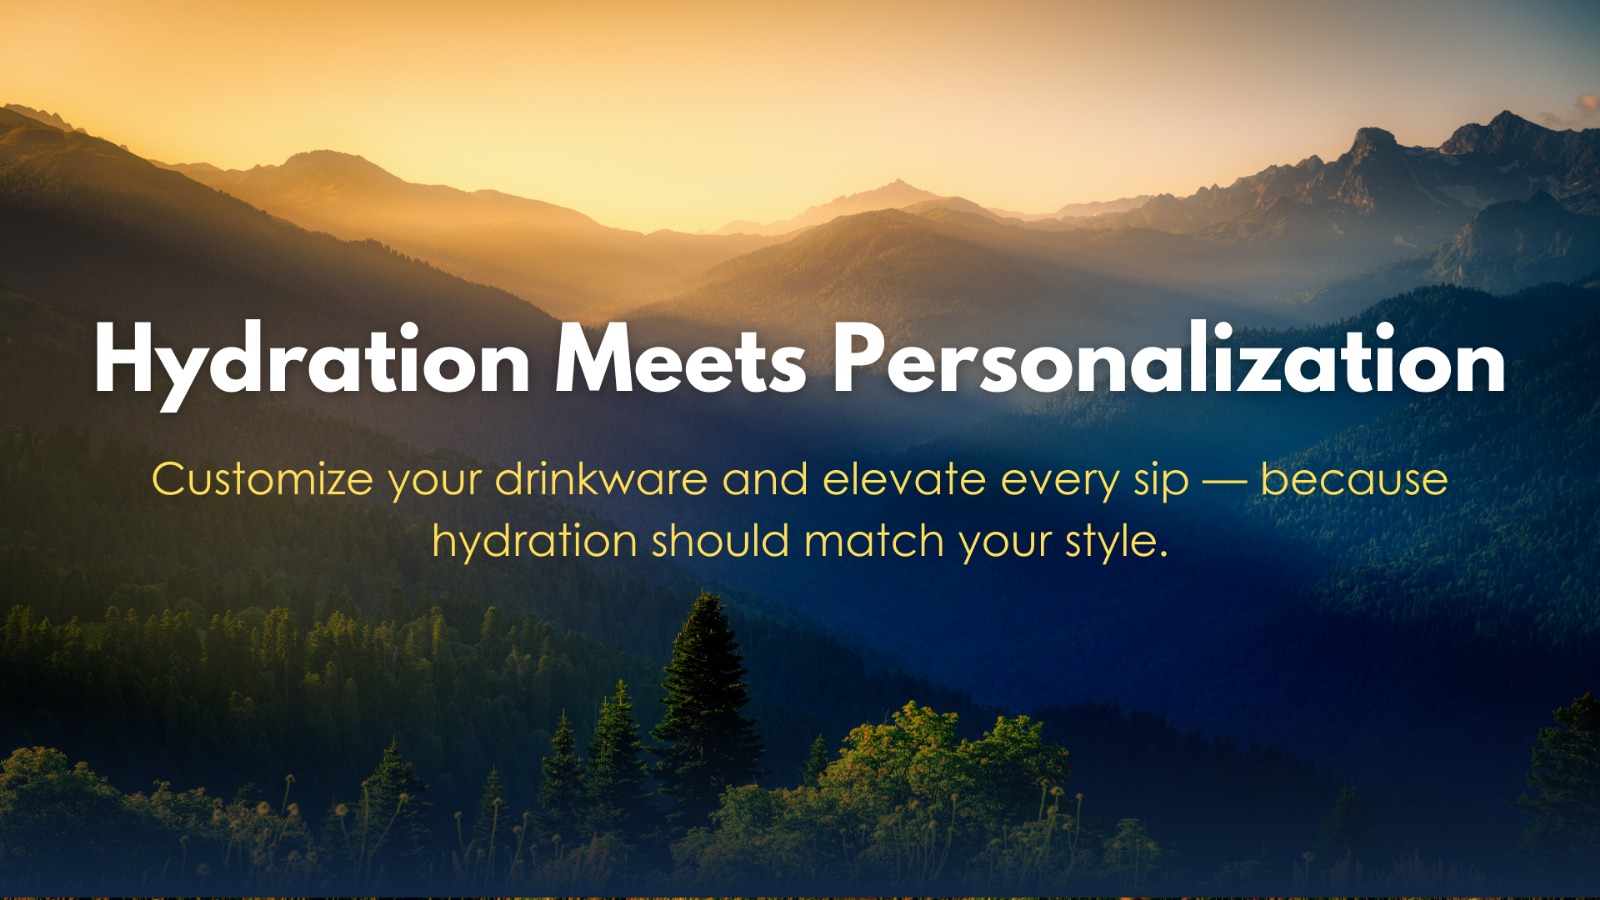 Hydration Meets Personalization
Customize your drinkware and elevate every sip — because
hydration should match your style.